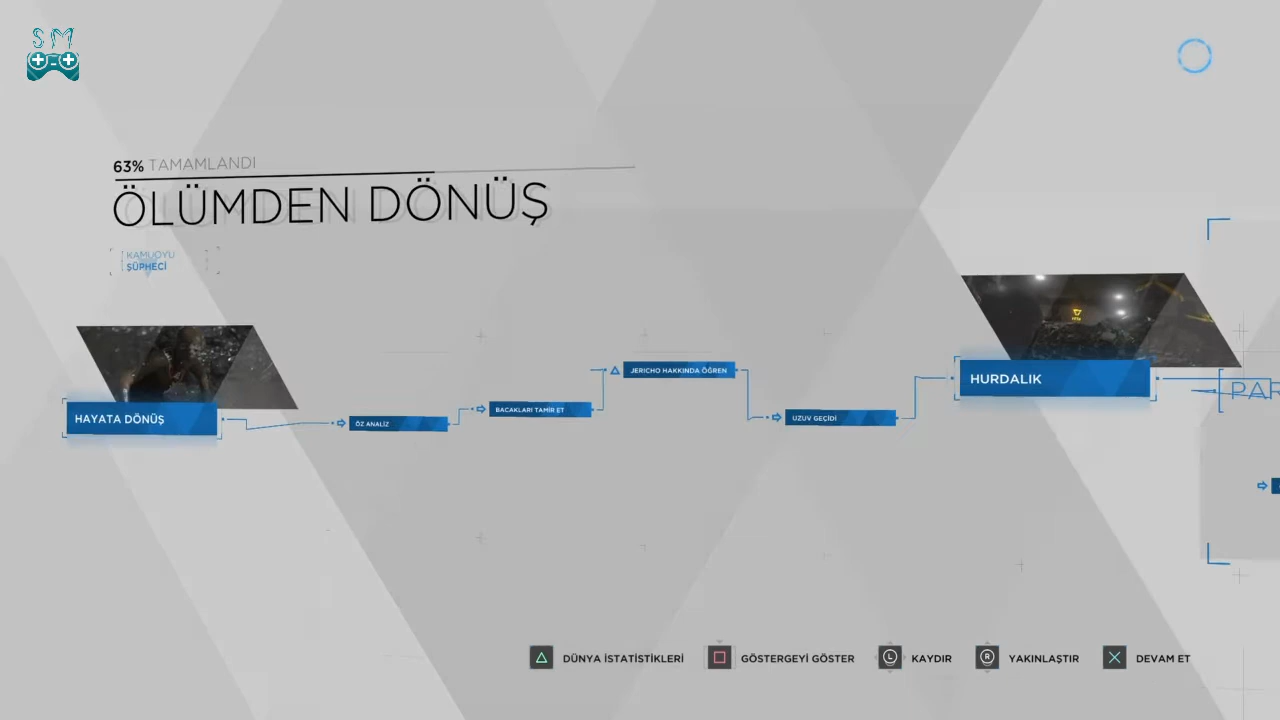 SM
63% TAMAMLANDI
ÖLÜMDEN DÖNÜŞ
KAMUOYU
ŞÜPHECİ
HAYATA DÖNÜŞ
ÖZ ANALİZ
BACAKLARI TAMİR ET
JERICHO HAKKINDA ÖĞREN
UZUV GEÇİDİ
HURDALIK
PAR
DÜNYA İSTATİSTİKLERİ
GÖSTERGEYİ GÖSTER
L KAYDIR
R YAKINLAŞTIR
DEVAM ET